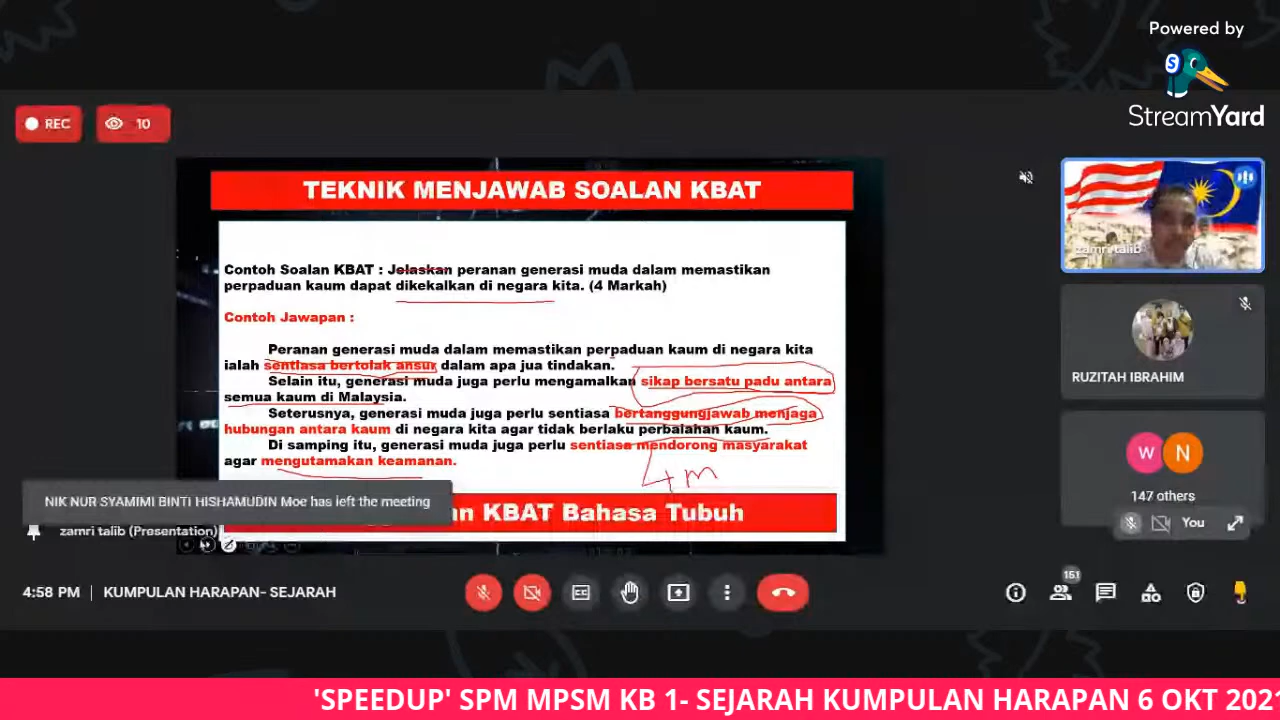 Powered by
StreamYard
REC
10
TEKNIK MENJAWAB SOALAN KBAT
zamri talib
Contoh Soalan KBAT : Jelaskan peranan generasi muda dalam memastikan
perpaduan kaum dapat dikekalkan di negara kita. (4 Markah)
Contoh Jawapan :
Peranan generasi muda dalam memastikan perpaduan kaum di negara kita
ialah sentiasa bertolak ansur dalam apa jua tindakan.
Selain itu, generasi muda juga perlu mengamalkan sikap bersatu padu antara
semua kaum di Malaysia.
Seterusnya, generasi muda juga perlu sentiasa bertanggungjawab menjaga
hubungan antara kaum di negara kita agar tidak berlaku perbalahan kaum.
Di samping itu, generasi muda juga perlu sentiasa mendorong masyarakat
agar mengutamakan keamanan.
4m
RUZITAH IBRAHIM
W N
147 others
You
NIK NUR SYAMIMI BINTI HISHAMUDIN Moe has left the meeting
an KBAT Bahasa Tubuh
zamri talib (Presentation)
4:58 PM | KUMPULAN HARAPAN- SEJARAH
151
'SPEEDUP' SPM MPSM KB 1- SEJARAH KUMPULAN HARAPAN 6 OKT 2021